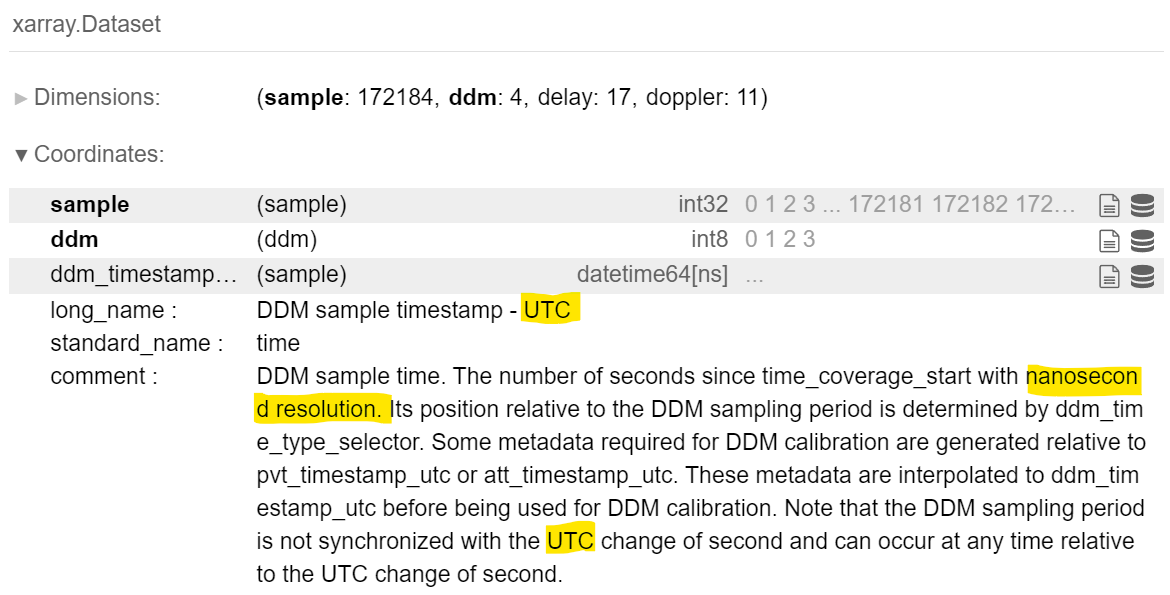 xarray.Dataset
▶ Dimensions: (sample: 172184, ddm: 4, delay: 17, doppler: 11)
▼ Coordinates:
sample (sample) int32 0 1 2 3 ... 172181 172182 172...
ddm (ddm) int8 0 1 2 3
ddm_timestamp... (sample) datetime64[ns] ...
long_name : DDM sample timestamp - UTC
standard_name : time
comment : DDM sample time. The number of seconds since time_coverage_start with nanosecon
d resolution. Its position relative to the DDM sampling period is determined by ddm_tim
e_type_selector. Some metadata required for DDM calibration are generated relative to
pvt_timestamp_utc or att_timestamp_utc. These metadata are interpolated to ddm_tim
estamp_utc before being used for DDM calibration. Note that the DDM sampling period
is not synchronized with the UTC change of second and can occur at any time relative
to the UTC change of second.